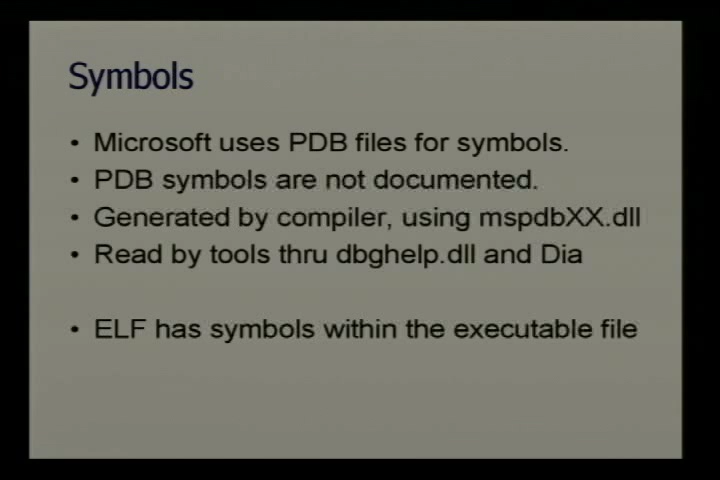 Symbols
• Microsoft uses PDB files for symbols.
• PDB symbols are not documented.
• Generated by compiler, using mspdbXX.dll
• Read by tools thru dbghelp.dll and Dia
• ELF has symbols within the executable file